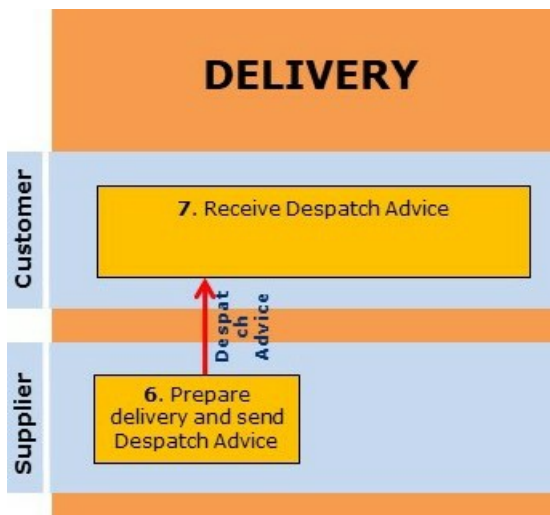 DELIVERY
Customer
7. Receive Despatch Advice
Despat
ch
Advice
Supplier
6. Prepare
delivery and send
Despatch Advice